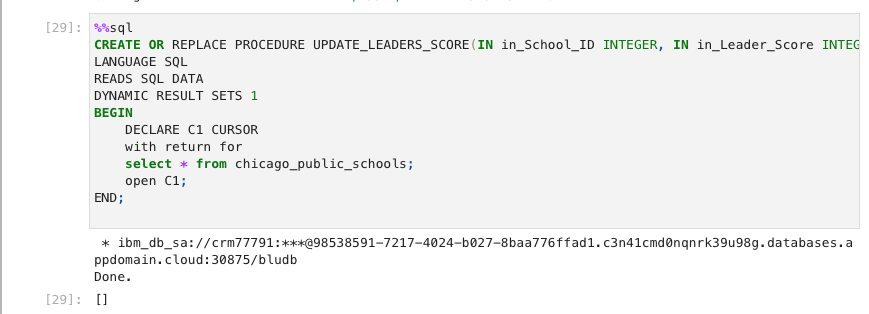 [29]: %%sql
CREATE OR REPLACE PROCEDURE UPDATE_LEADERS_SCORE(IN in_School_ID INTEGER, IN in_Leader_Score INTEG
LANGUAGE SQL
READS SQL DATA
DYNAMIC RESULT SETS 1
BEGIN
    DECLARE C1 CURSOR
    with return for
    select * from chicago_public_schools;
    open C1;
END;
 * ibm_db_sa://crm77791:***@98538591-7217-4024-b027-8baa776ffad1.c3n41cmd0nqnrk39u98g.databases.a
ppdomain.cloud:30875/bludb
Done.
[29]: []